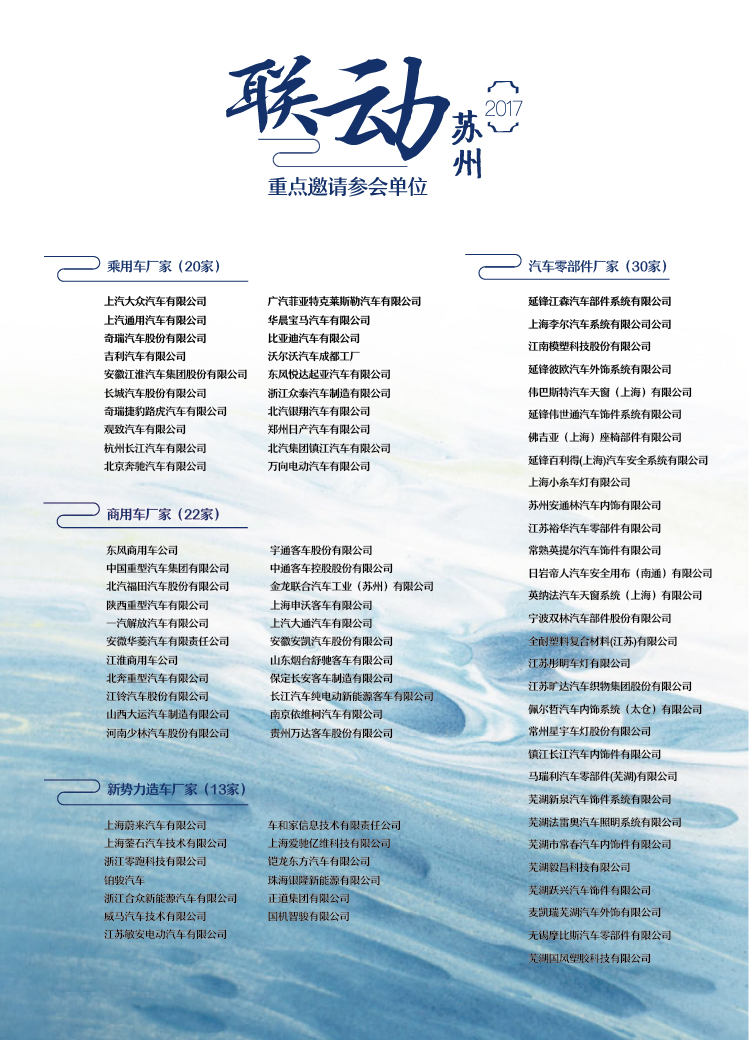 联动
苏州
2017
重点邀请参会单位
乘用车厂家（20家）
上汽大众汽车有限公司
上汽通用汽车有限公司
奇瑞汽车股份有限公司
吉利汽车有限公司
安徽江淮汽车集团股份有限公司
长城汽车股份有限公司
奇瑞捷豹路虎汽车有限公司
观致汽车有限公司
杭州长江汽车有限公司
北京奔驰汽车有限公司
广汽菲亚特克莱斯勒汽车有限公司
华晨宝马汽车有限公司
比亚迪汽车有限公司
沃尔沃汽车成都工厂
东风悦达起亚汽车有限公司
浙江众泰汽车制造有限公司
北汽银翔汽车有限公司
郑州日产汽车有限公司
北汽集团镇江汽车有限公司
万向电动汽车有限公司
商用车厂家（22家）
东风商用车公司
中国重型汽车集团有限公司
北汽福田汽车股份有限公司
陕西重型汽车有限公司
一汽解放汽车有限公司
安微华菱汽车有限责任公司
江淮商用车公司
北奔重型汽车有限公司
江铃汽车股份有限公司
山西大运汽车制造有限公司
河南少林汽车股份有限公司
宇通客车股份有限公司
中通客车控股股份有限公司
金龙联合汽车工业（苏州）有限公司
上海申沃客车有限公司
上汽大通汽车有限公司
安徽安凯汽车股份有限公司
山东烟台舒驰客车有限公司
保定长安客车制造有限公司
长江汽车纯电动新能源客车有限公司
南京依维柯汽车有限公司
贵州万达客车股份有限公司
新势力造车厂家（13家）
上海蔚来汽车有限公司
上海蓥石汽车技术有限公司
浙江零跑科技有限公司
铂骏汽车
浙江合众新能源汽车有限公司
威马汽车技术有限公司
江苏敏安电动汽车有限公司
车和家信息技术有限责任公司
上海爱驰亿维科技有限公司
铠龙东方汽车有限公司
珠海银隆新能源有限公司
正道集团有限公司
国机智骏有限公司
汽车零部件厂家（30家）
延锋江森汽车部件系统有限公司
上海李尔汽车系统有限公司公司
江南模塑科技股份有限公司
延锋彼欧汽车外饰系统有限公司
伟巴斯特汽车天窗（上海）有限公司
延锋伟世通汽车饰件系统有限公司
佛吉亚（上海）座椅部件有限公司
延锋百利得(上海)汽车安全系统有限公司
上海小糸车灯有限公司
苏州安通林汽车内饰有限公司
江苏裕华汽车零部件有限公司
常熟英提尔汽车饰件有限公司
日岩帝人汽车安全用布（南通）有限公司
英纳法汽车天窗系统（上海）有限公司
宁波双林汽车部件股份有限公司
全耐塑料复合材料(江苏)有限公司
江苏彤明车灯有限公司
江苏旷达汽车织物集团股份有限公司
佩尔哲汽车内饰系统（太仓）有限公司
常州星宇车灯股份有限公司
镇江长江汽车内饰件有限公司
马瑞利汽车零部件(芜湖)有限公司
芜湖新泉汽车饰件系统有限公司
芜湖法雷奥汽车照明系统有限公司
芜湖市常春汽车内饰件有限公司
芜湖毅昌科技有限公司
芜湖跃兴汽车饰件有限公司
麦凯瑞芜湖汽车外饰有限公司
无锡摩比斯汽车零部件有限公司
芜湖国风塑胶科技有限公司